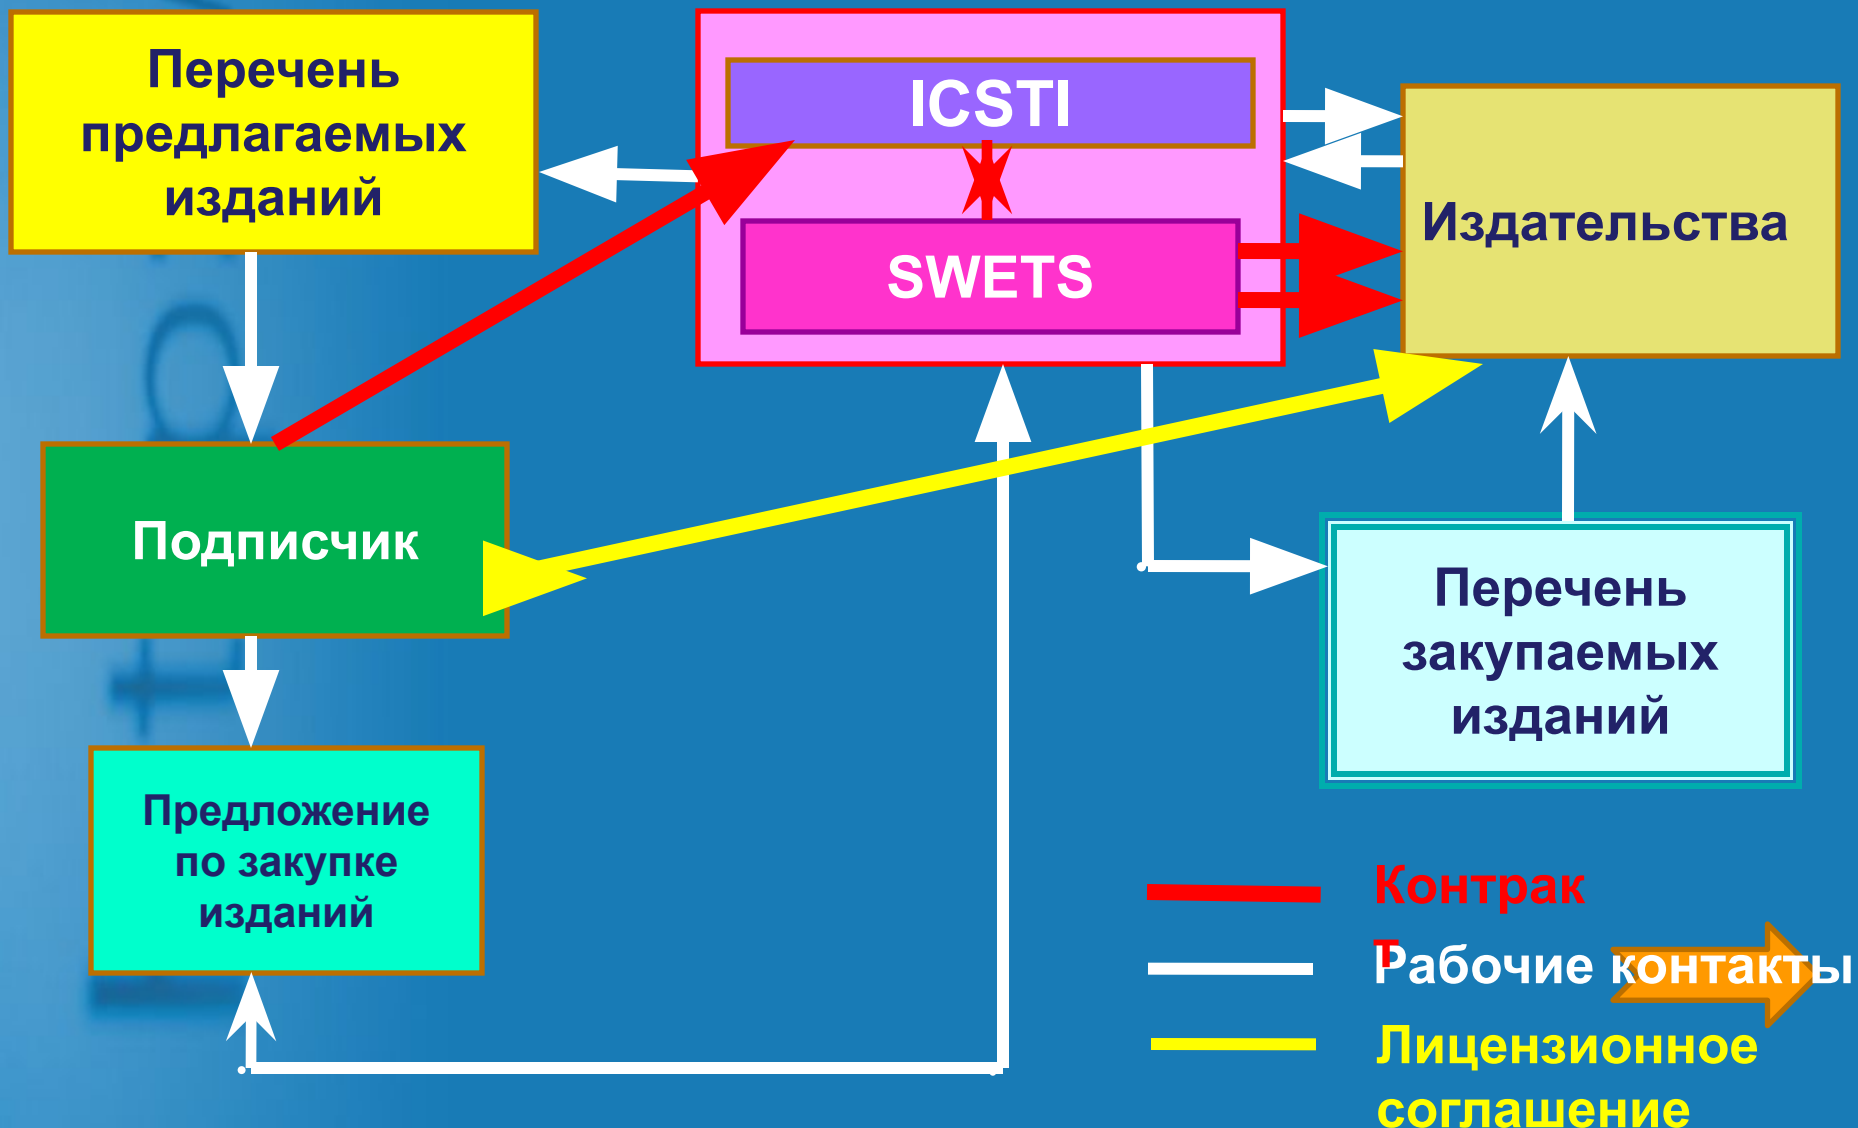 Перечень
предлагаемых
изданий
ICSTI
SWETS
Издательства
Подписчик
Перечень
закупаемых
изданий
Предложение
по закупке
изданий
Контрак
т
Рабочие контакты
Лицензионное
соглашение